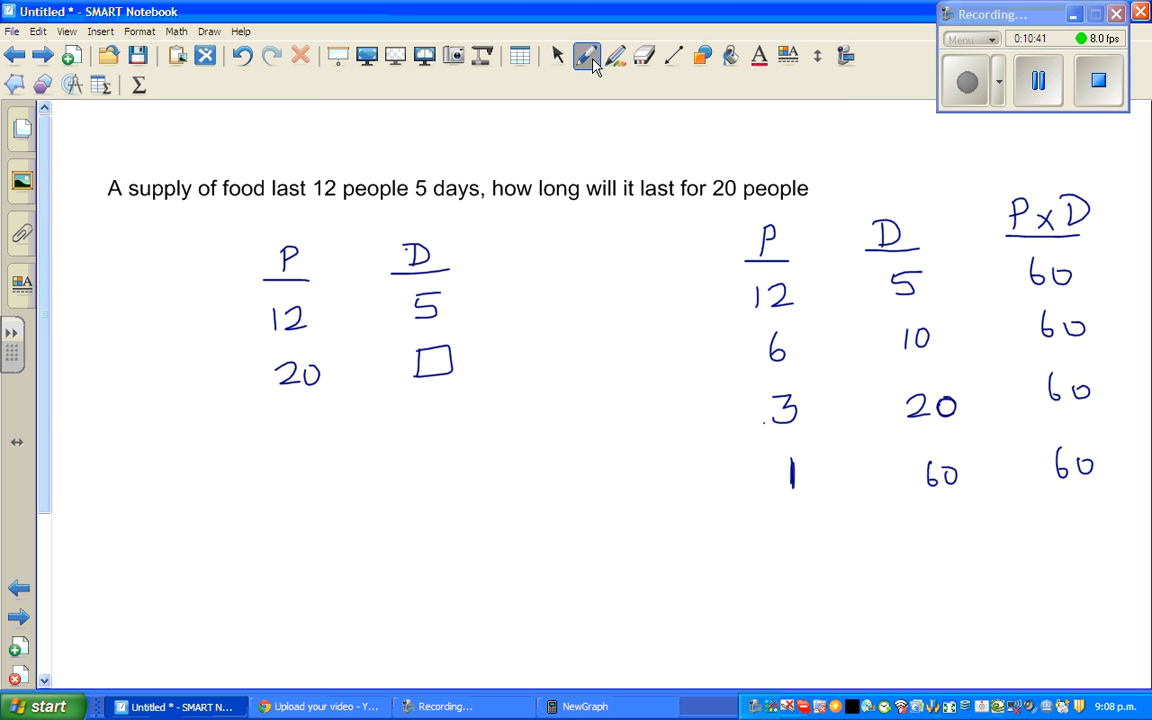 Untitled * - SMART Notebook
Recording...
File Edit View Insert Format Math Draw Help
Menu 0:10:41 8.0 fps
A supply of food last 12 people 5 days, how long will it last for 20 people
P D
12 5
20
P D P x D
12 5 60
6 10 60
3 20 60
1 60 60
start Untitled * - SMART N... Upload your video - Y... Recording... NewGraph 9:08 p.m.